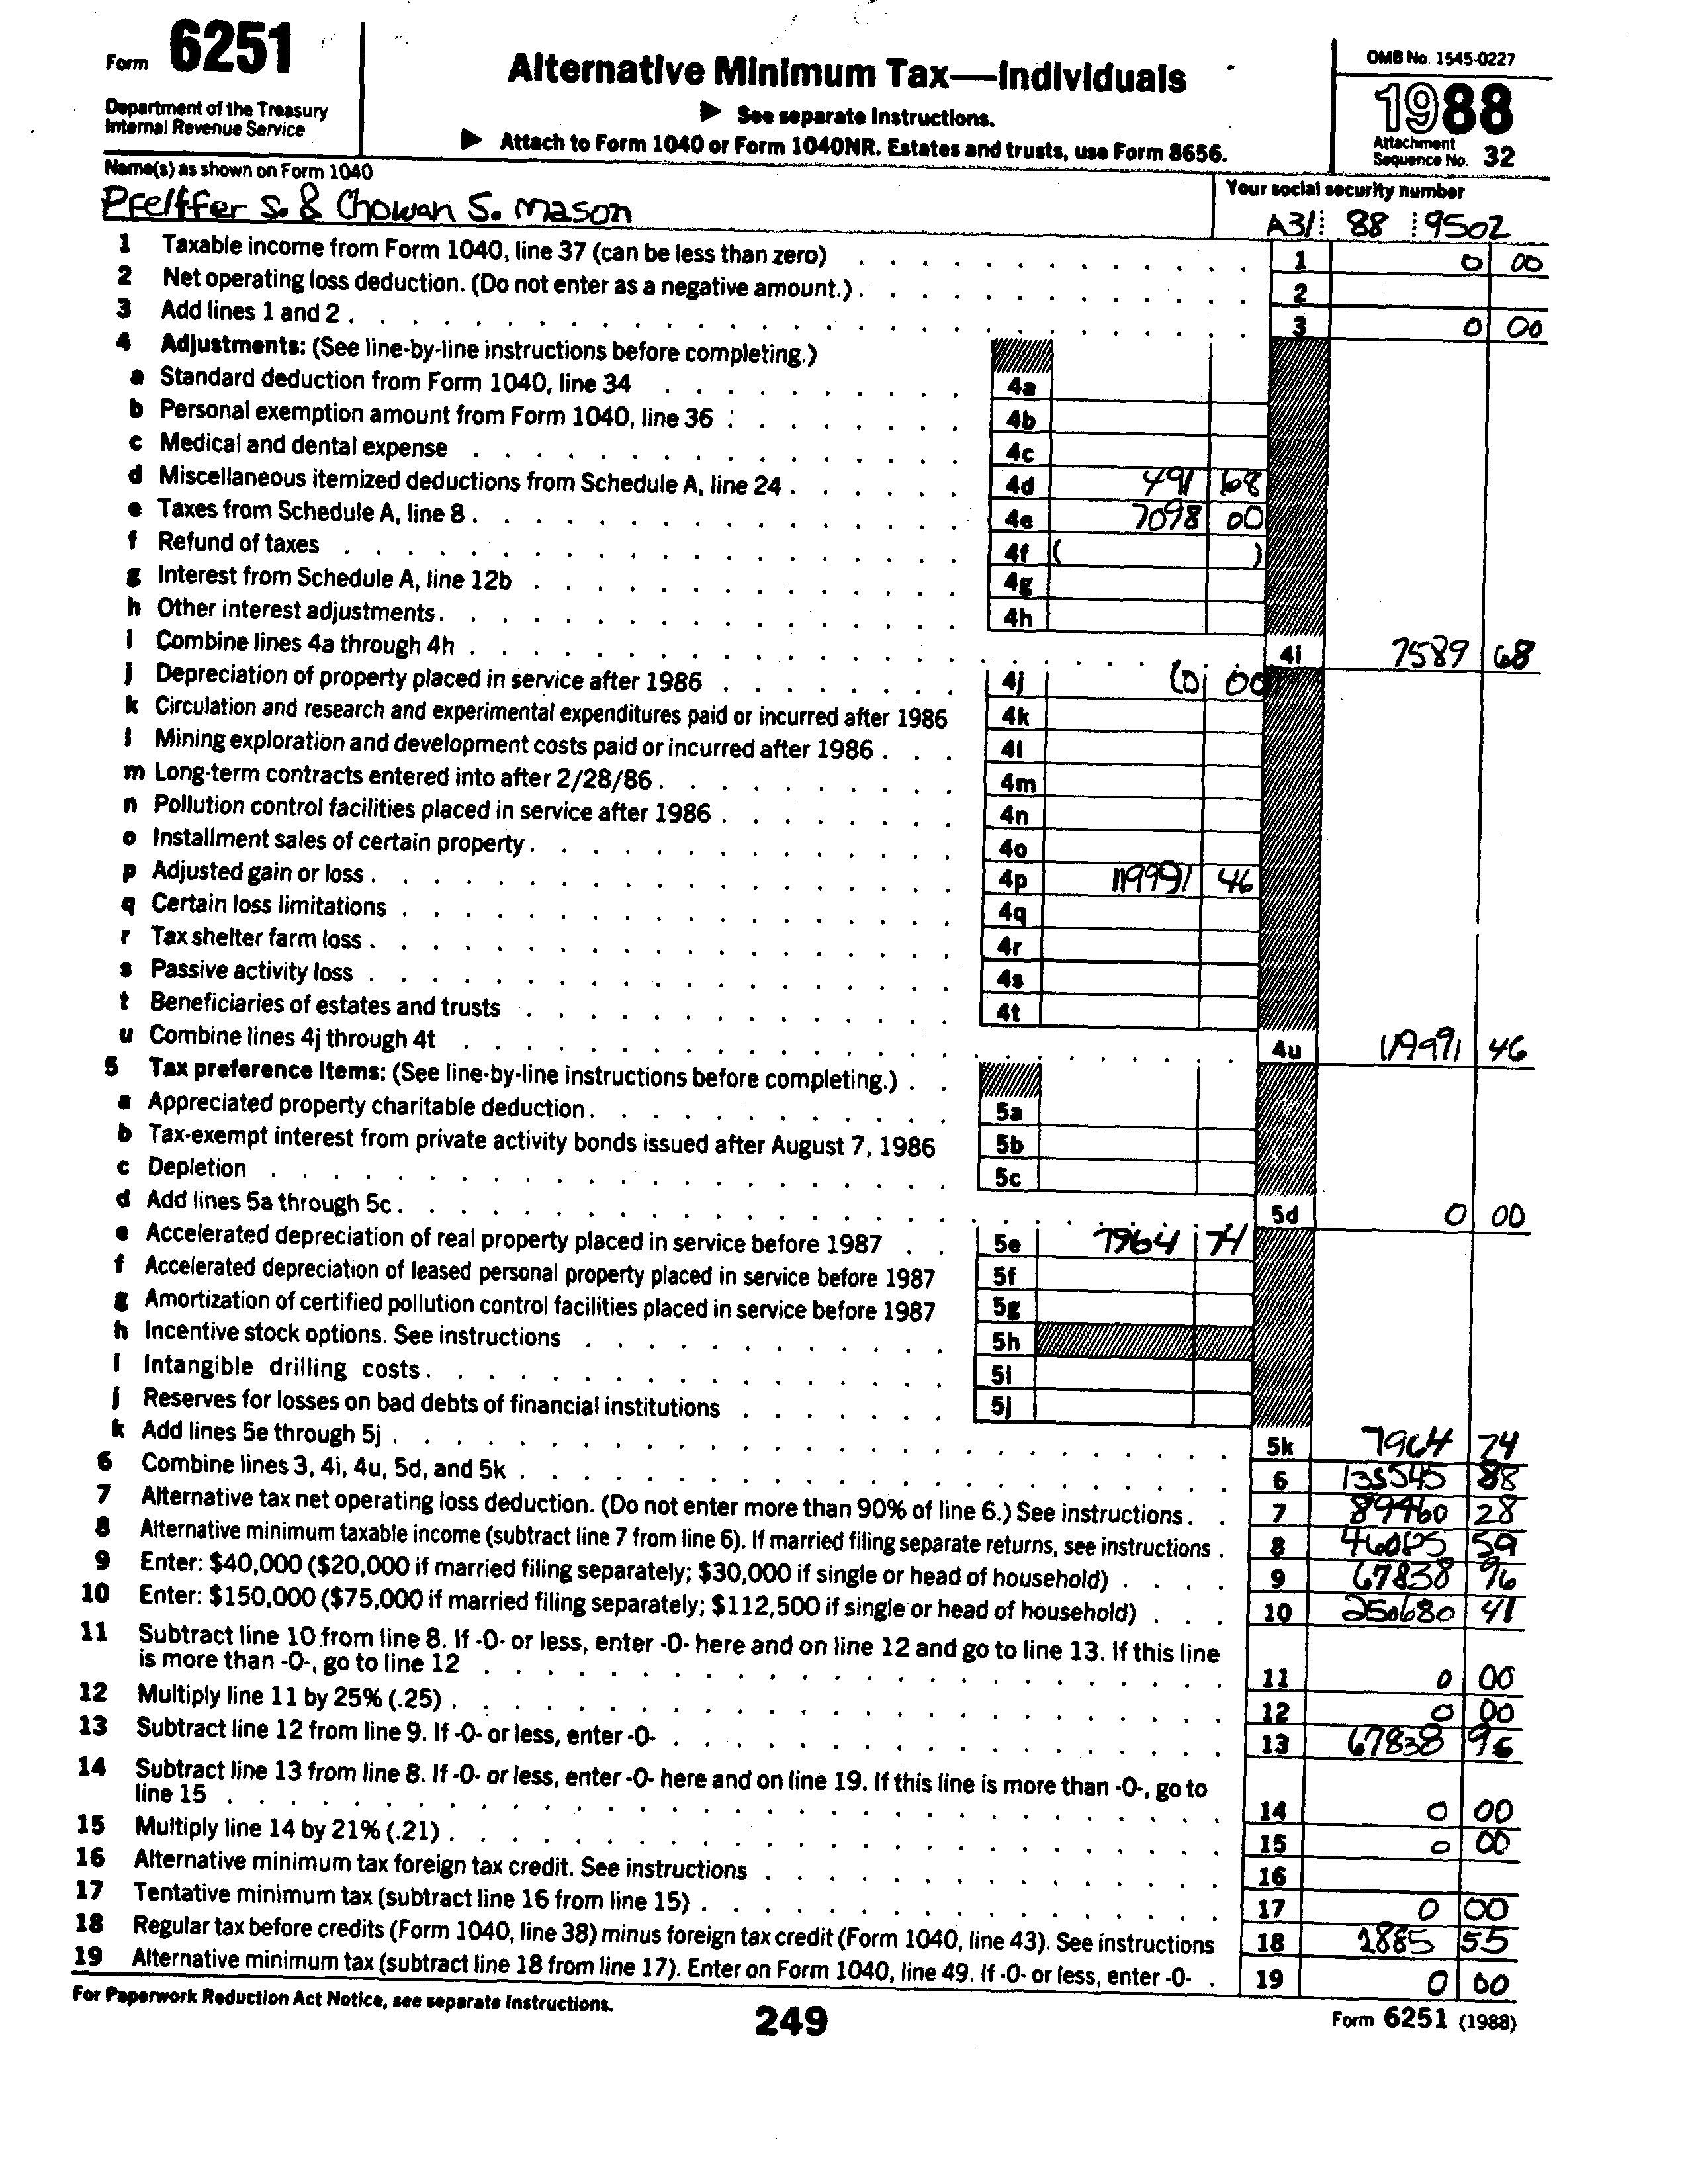 Form 6251
Department of the Treasury
Internal Revenue Service
Alternative Minimum Tax—Individuals
▶ See separate Instructions.
▶ Attach to Form 1040 or Form 1040NR. Estates and trusts, use Form 8656.
OMB No. 1545-0227
1988
Attachment
Sequence No. 32
Name(s) as shown on Form 1040
Your social security number
Pfeiffer S. & Chowan S. Mason
A31 88 9502
1 Taxable income from Form 1040, line 37 (can be less than zero) 1 0 00
2 Net operating loss deduction. (Do not enter as a negative amount.) 2
3 Add lines 1 and 2 3 0 00
4 Adjustments: (See line-by-line instructions before completing.)
a Standard deduction from Form 1040, line 34 4a
b Personal exemption amount from Form 1040, line 36 4b
c Medical and dental expense 4c
d Miscellaneous itemized deductions from Schedule A, line 24 4d 491 68
e Taxes from Schedule A, line 8 4e 7098 00
f Refund of taxes 4f ( )
g Interest from Schedule A, line 12b 4g
h Other interest adjustments 4h
i Combine lines 4a through 4h 4i 7589 68
j Depreciation of property placed in service after 1986 4j (0 00
k Circulation and research and experimental expenditures paid or incurred after 1986 4k
l Mining exploration and development costs paid or incurred after 1986 4l
m Long-term contracts entered into after 2/28/86 4m
n Pollution control facilities placed in service after 1986 4n
o Installment sales of certain property 4o
p Adjusted gain or loss 4p 119991 46
q Certain loss limitations 4q
r Tax shelter farm loss 4r
s Passive activity loss 4s
t Beneficiaries of estates and trusts 4t
u Combine lines 4j through 4t 4u 119991 46
5 Tax preference items: (See line-by-line instructions before completing.)
a Appreciated property charitable deduction 5a
b Tax-exempt interest from private activity bonds issued after August 7, 1986 5b
c Depletion 5c
d Add lines 5a through 5c 5d 0 00
e Accelerated depreciation of real property placed in service before 1987 5e 7964 74
f Accelerated depreciation of leased personal property placed in service before 1987 5f
g Amortization of certified pollution control facilities placed in service before 1987 5g
h Incentive stock options. See instructions 5h
i Intangible drilling costs 5i
j Reserves for losses on bad debts of financial institutions 5j
k Add lines 5e through 5j 5k 7964 74
6 Combine lines 3, 4i, 4u, 5d, and 5k 6 135545 88
7 Alternative tax net operating loss deduction. (Do not enter more than 90% of line 6.) See instructions 7 89460 28
8 Alternative minimum taxable income (subtract line 7 from line 6). If married filing separate returns, see instructions 8 46085 59
9 Enter: $40,000 ($20,000 if married filing separately; $30,000 if single or head of household) 9 67838 96
10 Enter: $150,000 ($75,000 if married filing separately; $112,500 if single or head of household) 10 250680 41
11 Subtract line 10 from line 8. If -0- or less, enter -0- here and on line 12 and go to line 13. If this line
is more than -0-, go to line 12 11 0 00
12 Multiply line 11 by 25% (.25) 12 0 00
13 Subtract line 12 from line 9. If -0- or less, enter -0- 13 67838 96
14 Subtract line 13 from line 8. If -0- or less, enter -0- here and on line 19. If this line is more than -0-, go to
line 15 14 0 00
15 Multiply line 14 by 21% (.21) 15 0 00
16 Alternative minimum tax foreign tax credit. See instructions 16
17 Tentative minimum tax (subtract line 16 from line 15) 17 0 00
18 Regular tax before credits (Form 1040, line 38) minus foreign tax credit (Form 1040, line 43). See instructions 18 2885 55
19 Alternative minimum tax (subtract line 18 from line 17). Enter on Form 1040, line 49. If -0- or less, enter -0- 19 0 00
For Paperwork Reduction Act Notice, see separate Instructions.
249
Form 6251 (1988)